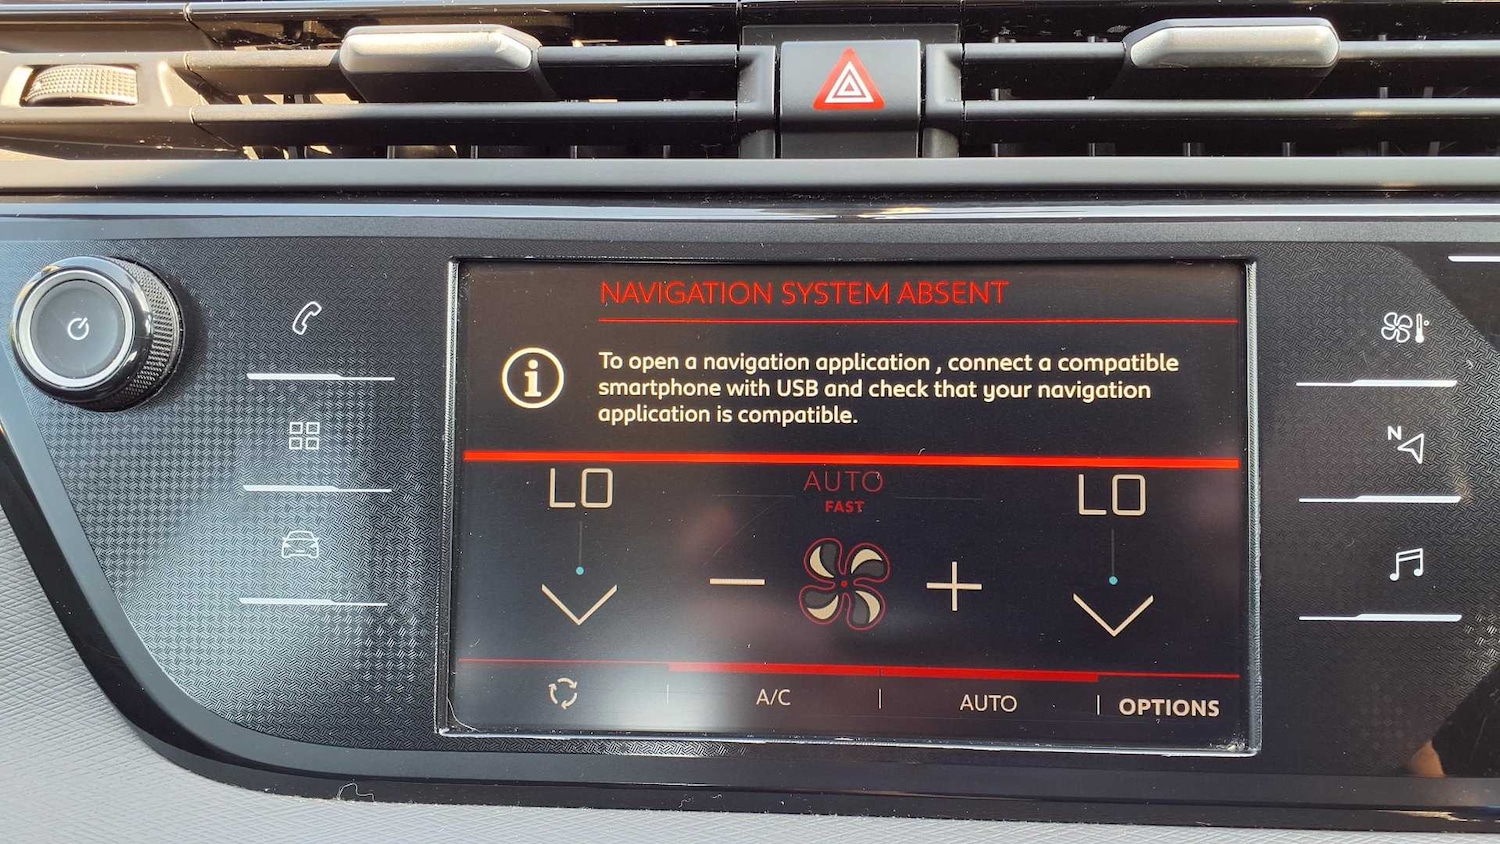 NAVIGATION SYSTEM ABSENT
To open a navigation application , connect a compatible
smartphone with USB and check that your navigation
application is compatible.
LO
AUTO
FAST
LO
N
A/C
AUTO
OPTIONS